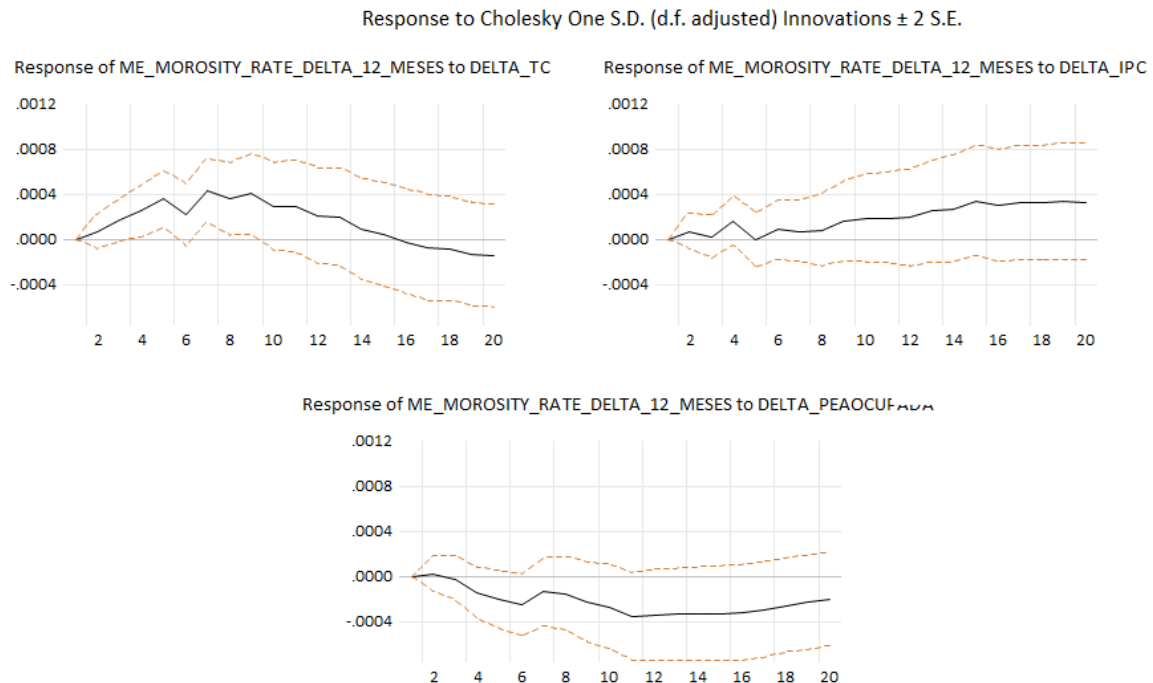 Response to Cholesky One S.D. (d.f. adjusted) Innovations ± 2 S.E.
Response of ME_MOROSITY_RATE_DELTA_12_MESES to DELTA_TC
.0012
.0008
.0004
.0000
-.0004
2 4 6 8 10 12 14 16 18 20
Response of ME_MOROSITY_RATE_DELTA_12_MESES to DELTA_IPC
.0012
.0008
.0004
.0000
-.0004
2 4 6 8 10 12 14 16 18 20
Response of ME_MOROSITY_RATE_DELTA_12_MESES to
.0012
.0008
.0004
.0000
-.0004
2 4 6 8 10 12 14 16 18 20